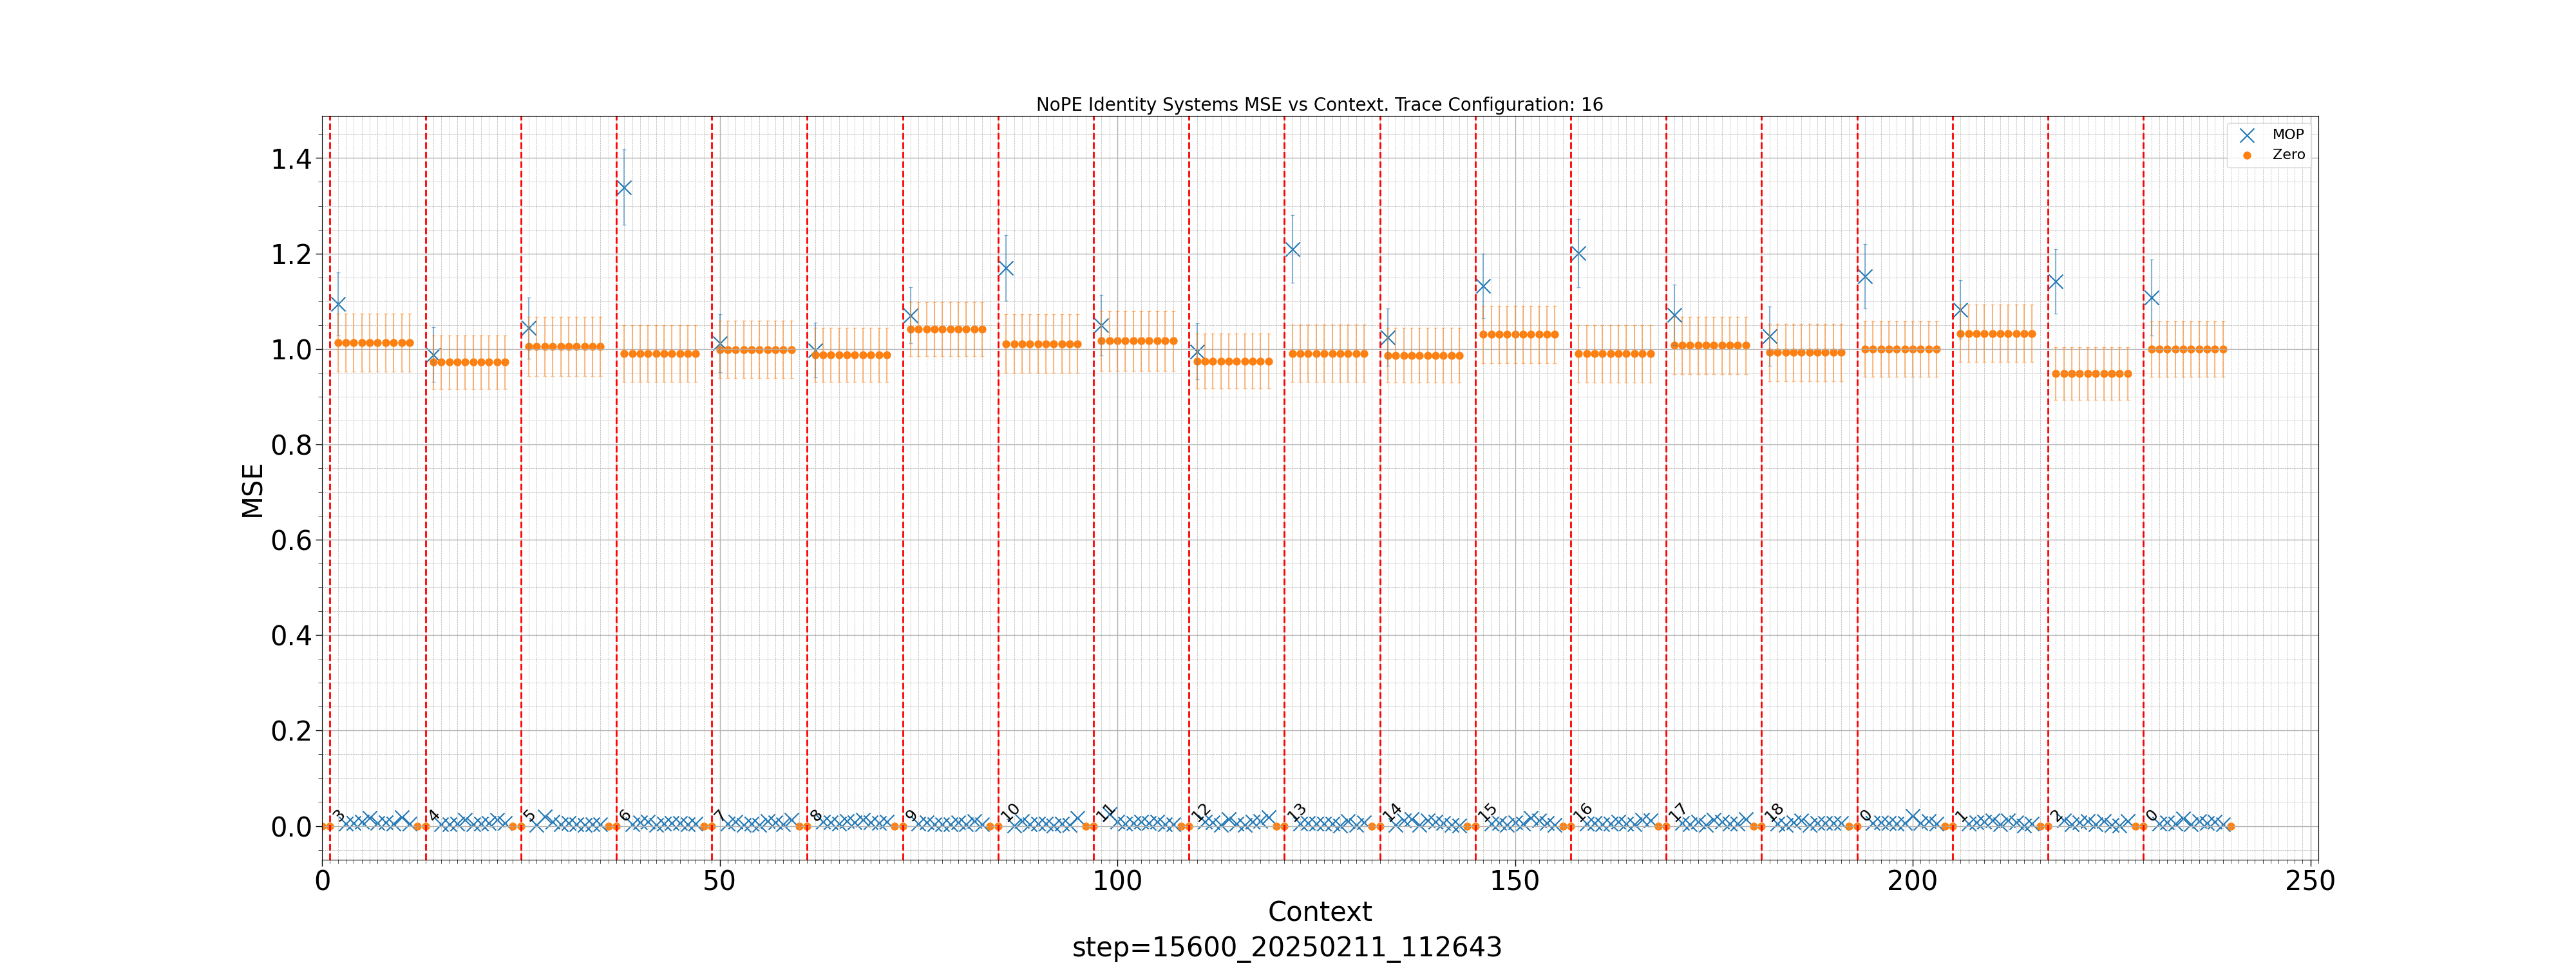 NoPE Identity Systems MSE vs Context. Trace Configuration: 16
MOP
Zero
1.4
1.2
1.0
0.8
0.6
0.4
0.2
0.0
MSE
3 4 5 6 7 8 9 10 11 12 13 14 15 16 17 18 0 1 2 0
0 50 100 150 200 250
Context
step=15600_20250211_112643